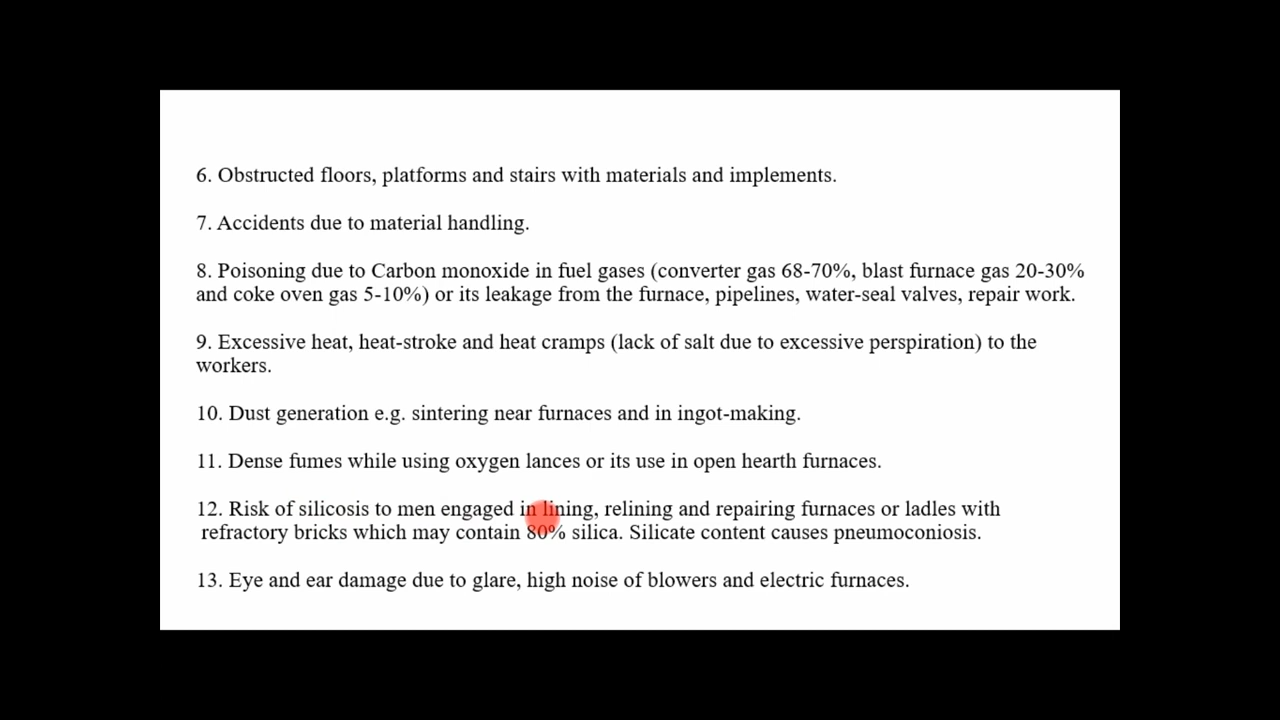 6. Obstructed floors, platforms and stairs with materials and implements.
7. Accidents due to material handling.
8. Poisoning due to Carbon monoxide in fuel gases (converter gas 68-70%, blast furnace gas 20-30%
and coke oven gas 5-10%) or its leakage from the furnace, pipelines, water-seal valves, repair work.
9. Excessive heat, heat-stroke and heat cramps (lack of salt due to excessive perspiration) to the
workers.
10. Dust generation e.g. sintering near furnaces and in ingot-making.
11. Dense fumes while using oxygen lances or its use in open hearth furnaces.
12. Risk of silicosis to men engaged in lining, relining and repairing furnaces or ladles with
refractory bricks which may contain 80% silica. Silicate content causes pneumoconiosis.
13. Eye and ear damage due to glare, high noise of blowers and electric furnaces.